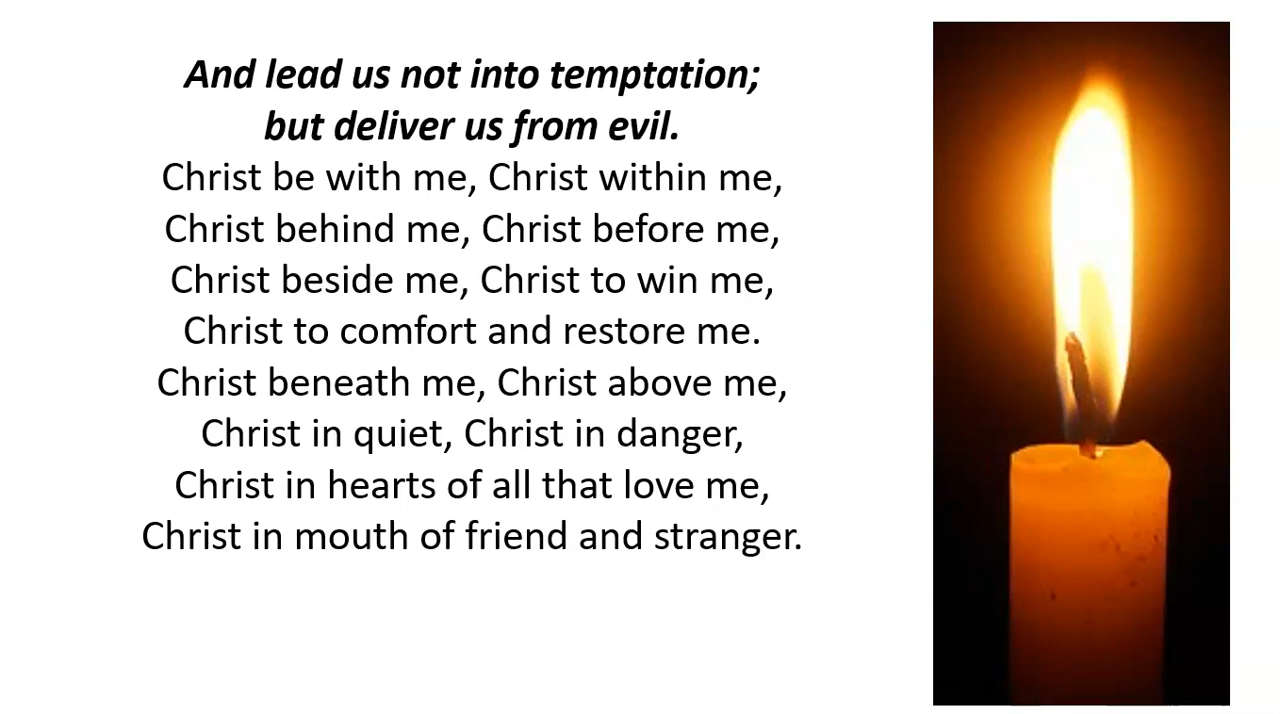 And lead us not into temptation;
but deliver us from evil.
Christ be with me, Christ within me,
Christ behind me, Christ before me,
Christ beside me, Christ to win me,
Christ to comfort and restore me.
Christ beneath me, Christ above me,
Christ in quiet, Christ in danger,
Christ in hearts of all that love me,
Christ in mouth of friend and stranger.